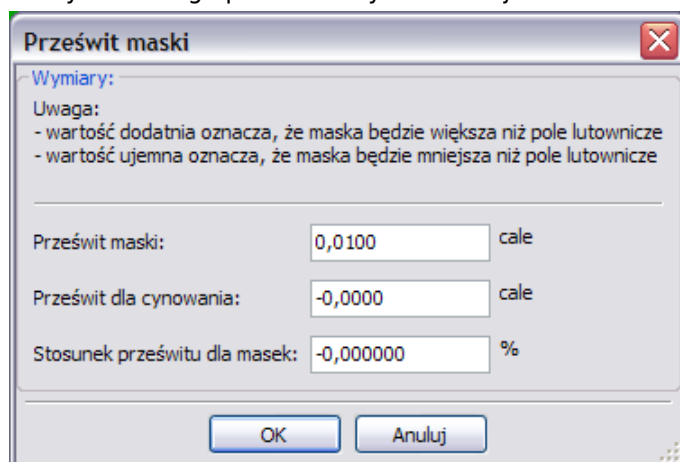 Prześwit maski
Wymiary:
Uwaga:
- wartość dodatnia oznacza, że maska będzie większa niż pole lutownicze
- wartość ujemna oznacza, że maska będzie mniejsza niż pole lutownicze
Prześwit maski: 0,0100 cale
Prześwit dla cynowania: -0,0000 cale
Stosunek prześwitu dla masek: -0,000000 %
OK Anuluj